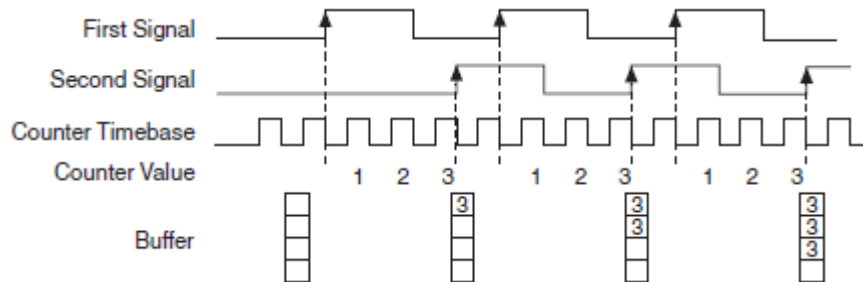 First Signal
Second Signal
Counter Timebase
Counter Value 1 2 3 1 2 3 1 2 3
Buffer
3 3 3
3 3
3